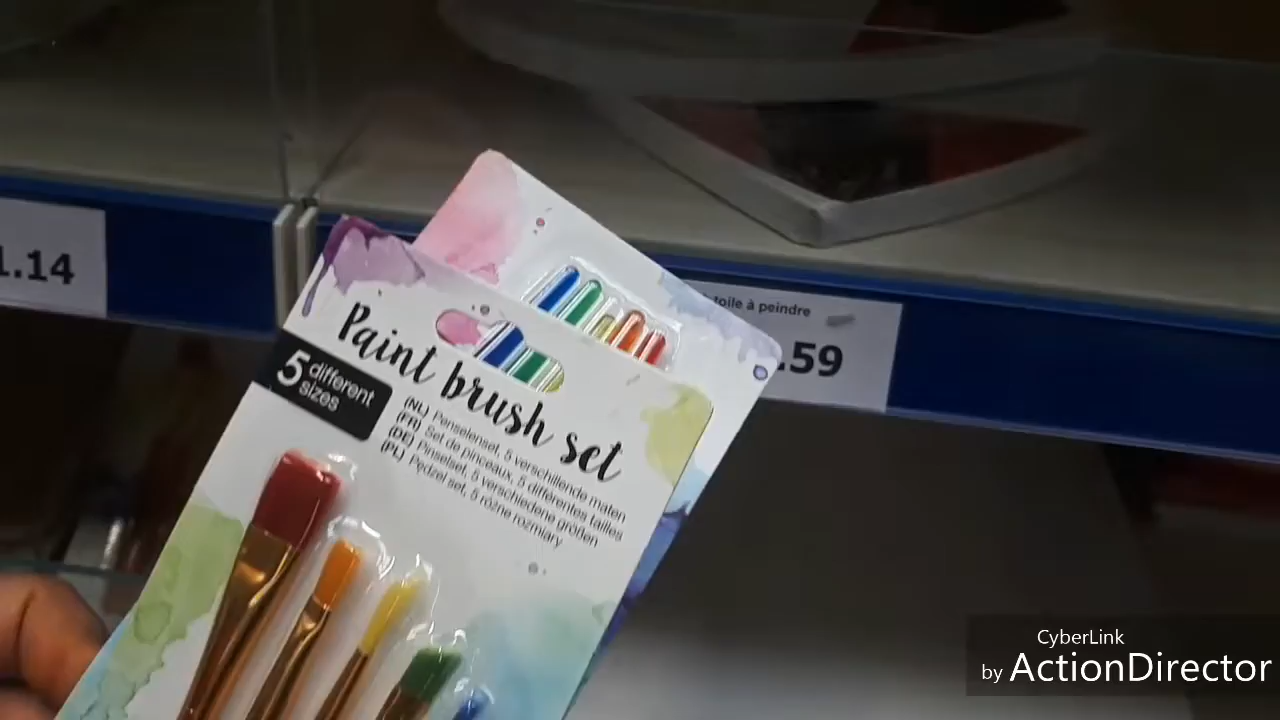 .14
toile à peindre
.59
Paint brush set
5 different
sizes
(NL) Penselenset, 5 verschillende maten
(FR) Set de pinceaux, 5 différentes tailles
(DE) Pinselset, 5 verschiedene größen
(PL) Pędzel set, 5 różne rozmiary
CyberLink
by ActionDirector